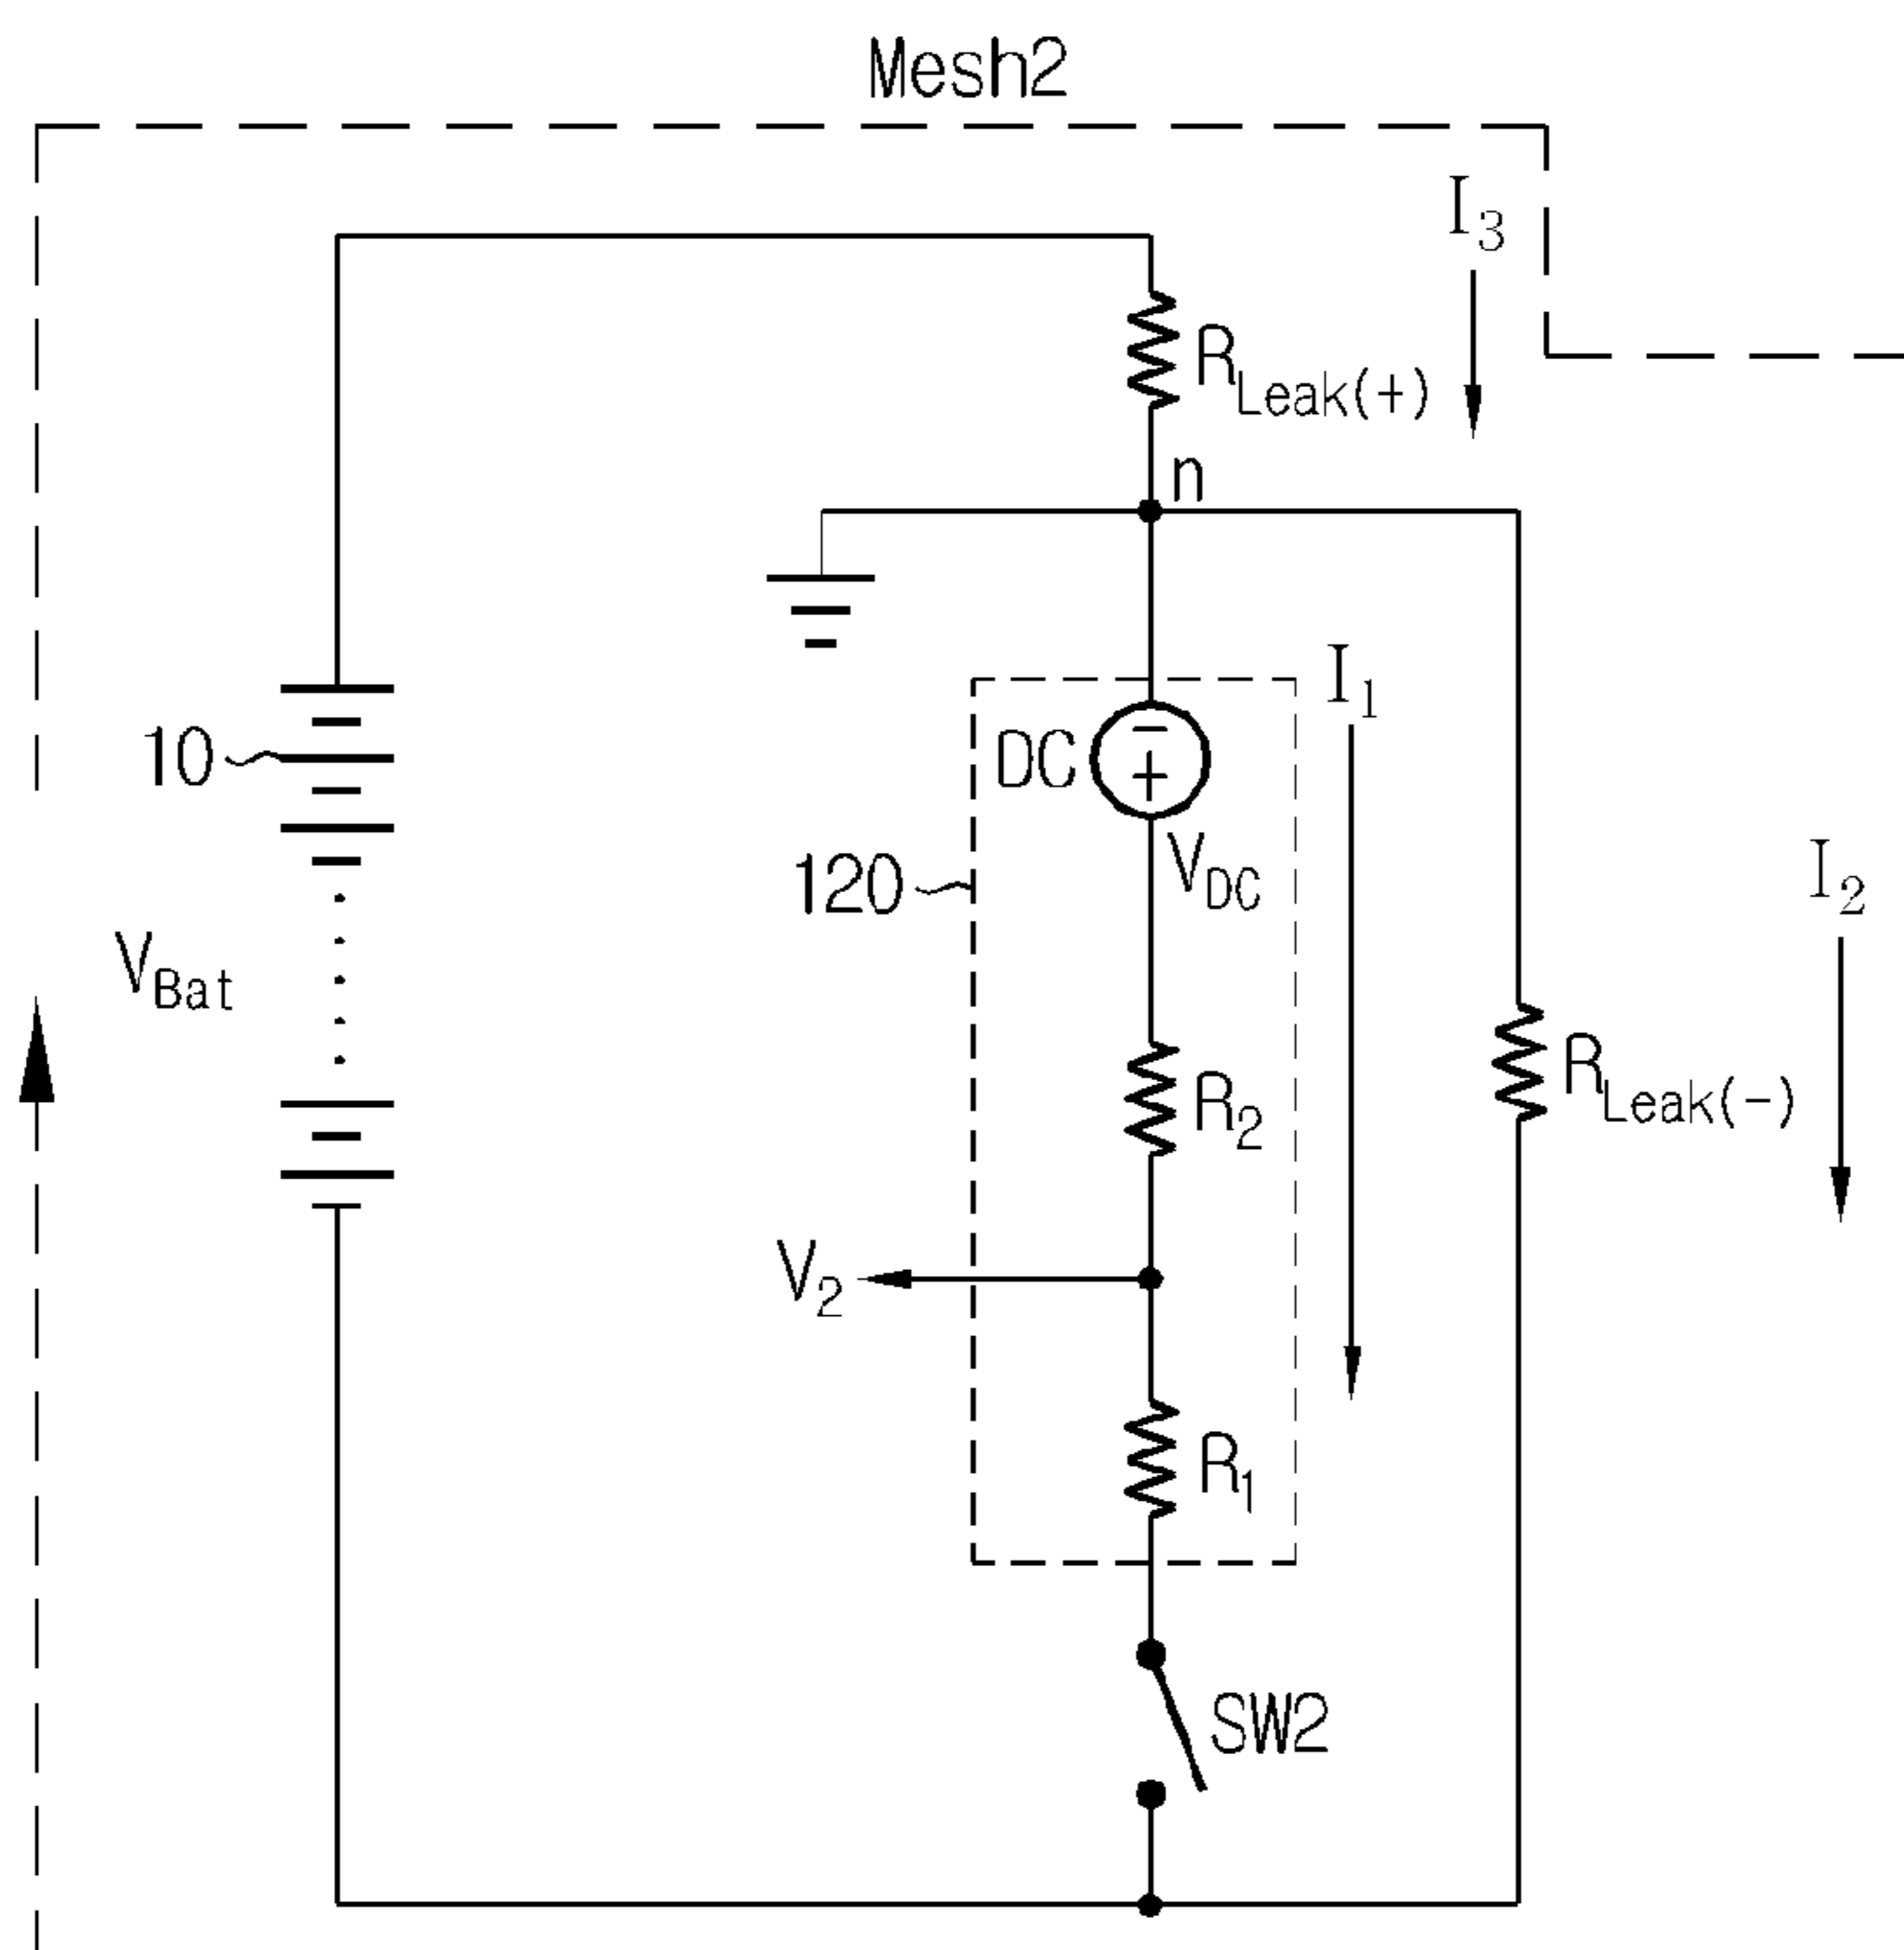 Mesh2
I3
RLeak(+)
n
I1
DC
- +
10
VDC
120
I2
VBat
RLeak(-)
R2
V2
R1
SW2